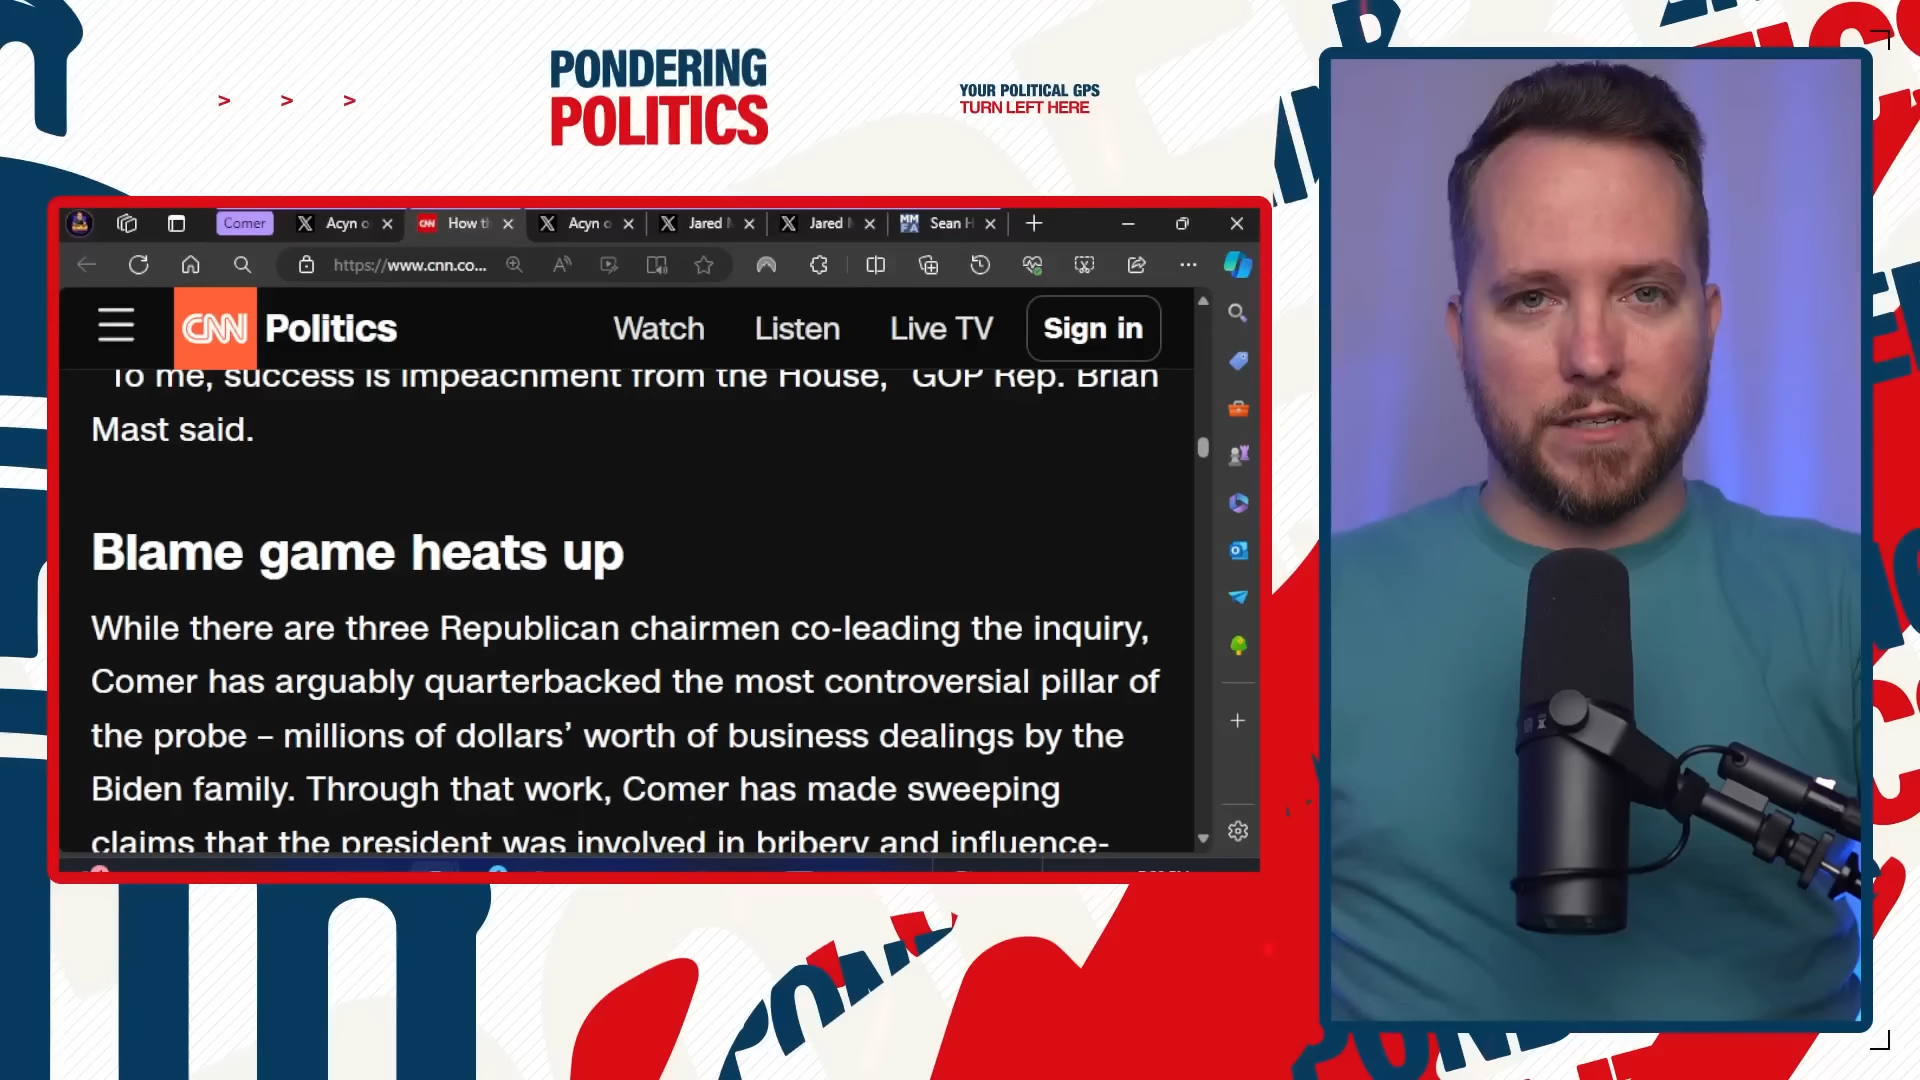 PONDERING
POLITICS
YOUR POLITICAL GPS
TURN LEFT HERE
> > >
Comer
Acyn o
How th
Acyn o
Jared
Jared
MM FA
Sean H
https://www.cnn.co...
CNN Politics
Watch
Listen
Live TV
Sign in
To me, success is impeachment from the House," GOP Rep. Brian
Mast said.
Blame game heats up
While there are three Republican chairmen co-leading the inquiry,
Comer has arguably quarterbacked the most controversial pillar of
the probe – millions of dollars’ worth of business dealings by the
Biden family. Through that work, Comer has made sweeping
claims that the president was involved in bribery and influence-